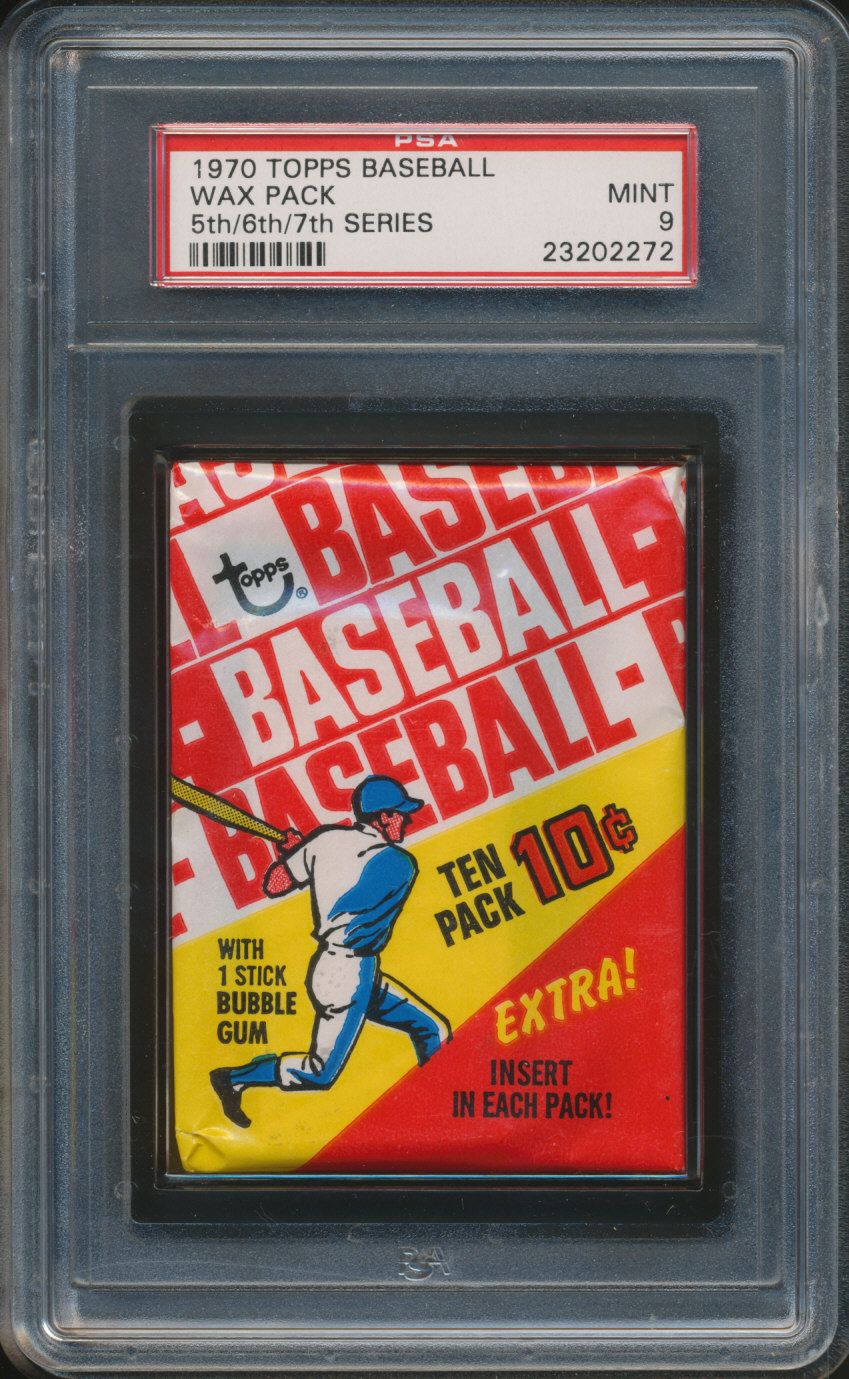 PSA
1970 TOPPS BASEBALL
WAX PACK MINT
5th/6th/7th SERIES 9
23202272
BASEB
Topps®
BASEBALL
BASEBALL
TEN PACK 10¢
WITH
1 STICK
BUBBLE
GUM
EXTRA!
INSERT
IN EACH PACK!
PSA